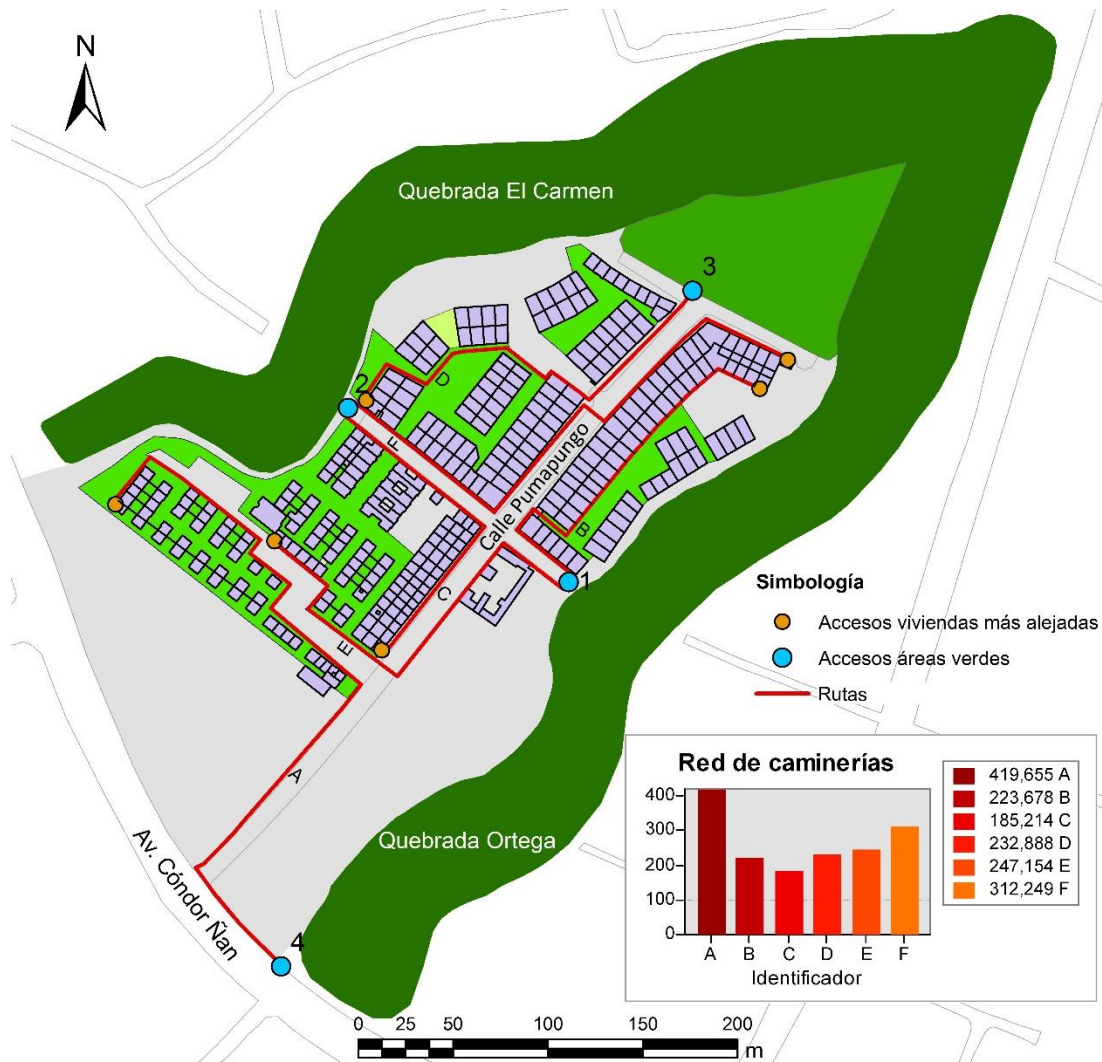 N
Quebrada El Carmen
3
D
2
F
Calle Pumapungo
B
1
C
E
A
Simbología
Accesos viviendas más alejadas
Accesos áreas verdes
Rutas
Quebrada Ortega
Av. Cóndor Ñan
4
Red de caminerías
400
300
200
100
0
A B C D E F
Identificador
419,655 A
223,678 B
185,214 C
232,888 D
247,154 E
312,249 F
0 25 50 100 150 200
m